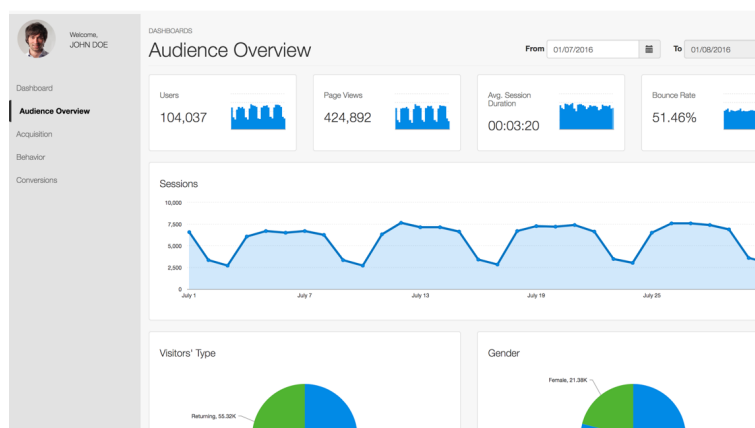 Welcome,
JOHN DOE
Dashboard
Audience Overview
Acquisition
Behavior
Conversions
DASHBOARDS
Audience Overview
From 01/07/2016 To 01/08/2016
Users
104,037
Page Views
424,892
Avg. Session
Duration
00:03:20
Bounce Rate
51.46%
Sessions
10,000
7,500
5,000
2,500
0
July 1 July 7 July 13 July 19 July 25
Visitors' Type
Returning, 55.32K
Gender
Female, 21.39K